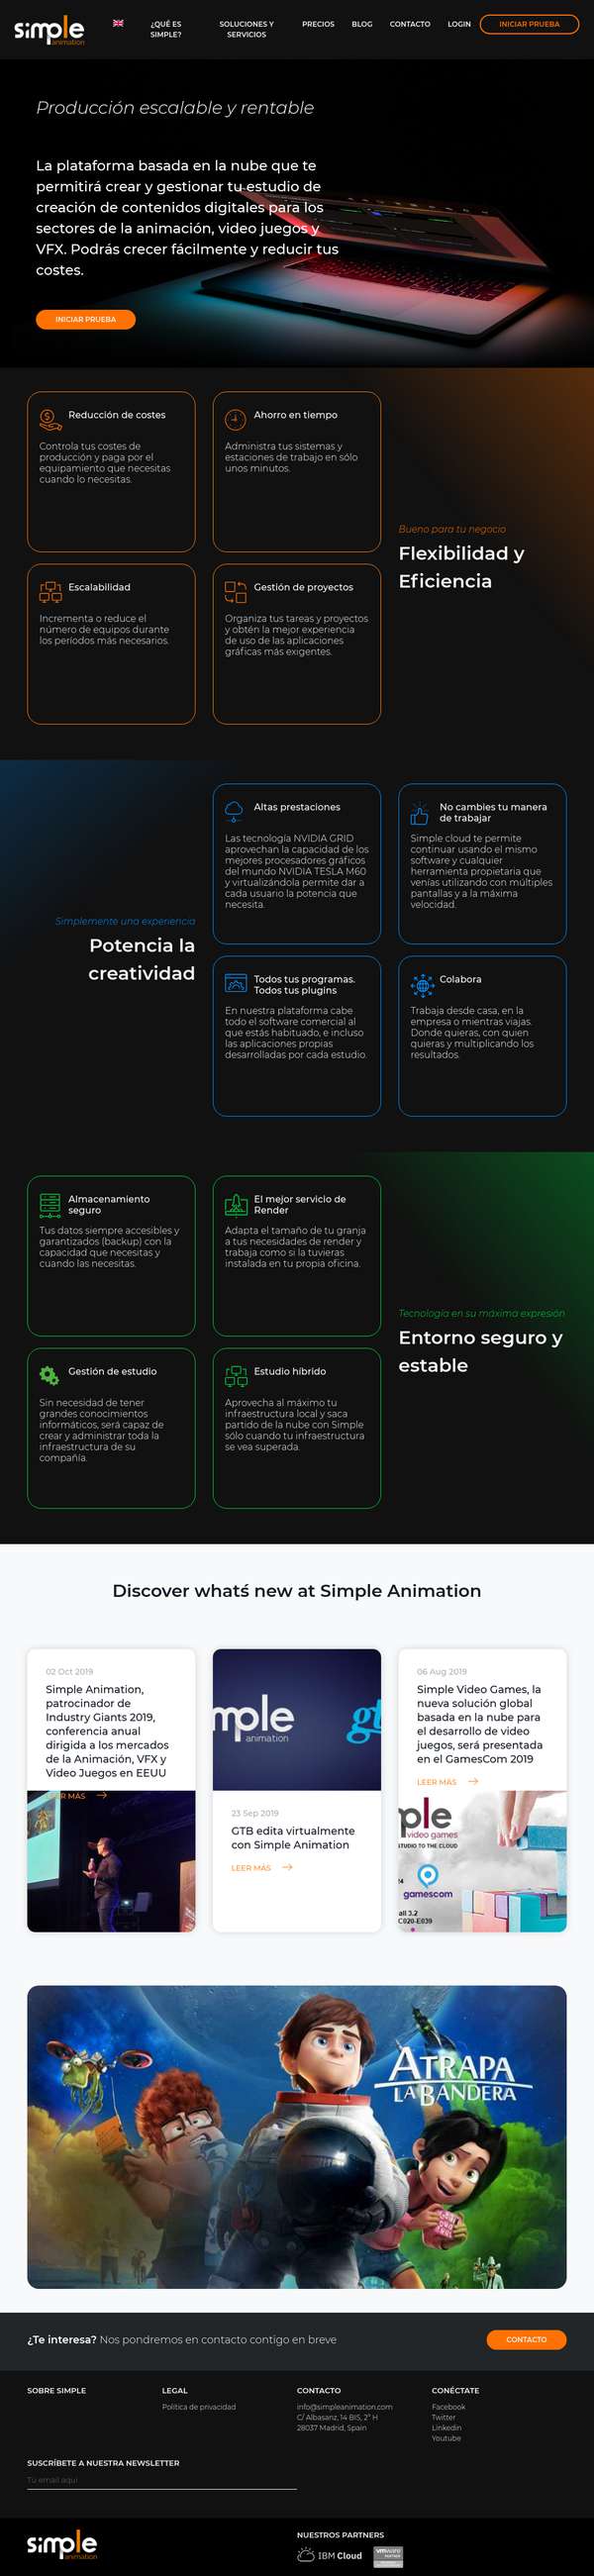 simple
animation
¿QUÉ ES
SIMPLE?
SOLUCIONES Y
SERVICIOS
PRECIOS
BLOG
CONTACTO
LOGIN
INICIAR PRUEBA
Producción escalable y rentable
La plataforma basada en la nube que te
permitirá crear y gestionar tu estudio de
creación de contenidos digitales para los
sectores de la animación, video juegos y
VFX. Podrás crecer fácilmente y reducir tus
costes.
INICIAR PRUEBA
Reducción de costes
Controla tus costes de
producción y paga por el
equipamiento que necesitas
cuando lo necesitas.
Ahorro en tiempo
Administra tus sistemas y
estaciones de trabajo en sólo
unos minutos.
Escalabilidad
Incrementa o reduce el
número de equipos durante
los períodos más necesarios.
Gestión de proyectos
Organiza tus tareas y proyectos
y obtén la mejor experiencia
de uso de las aplicaciones
gráficas más exigentes.
Bueno para tu negocio
Flexibilidad y
Eficiencia
Simplemente una experiencia
Potencia la
creatividad
Altas prestaciones
Las tecnología NVIDIA GRID
aprovechan la capacidad de los
mejores procesadores gráficos
del mundo NVIDIA TESLA M60
y virtualizándola permite dar a
cada usuario la potencia que
necesita.
No cambies tu manera
de trabajar
Simple cloud te permite
continuar usando el mismo
software y cualquier
herramienta propietaria que
venías utilizando con múltiples
pantallas y a la máxima
velocidad.
Todos tus programas.
Todos tus plugins
En nuestra plataforma cabe
todo el software comercial al
que estás habituado, e incluso
las aplicaciones propias
desarrolladas por cada estudio.
Colabora
Trabaja desde casa, en la
empresa o mientras viajas.
Donde quieras, con quien
quieras y multiplicando los
resultados.
Almacenamiento
seguro
Tus datos siempre accesibles y
garantizados (backup) con la
capacidad que necesitas y
cuando las necesitas.
El mejor servicio de
Render
Adapta el tamaño de tu granja
a tus necesidades de render y
trabaja como si la tuvieras
instalada en tu propia oficina.
Gestión de estudio
Sin necesidad de tener
grandes conocimientos
informáticos, será capaz de
crear y administrar toda la
infraestructura de su
compañía.
Estudio híbrido
Aprovecha al máximo tu
infraestructura local y saca
partido de la nube con Simple
sólo cuando tu infraestructura
se vea superada.
Tecnología en su máxima expresión
Entorno seguro y
estable
Discover whatś new at Simple Animation
02 Oct 2019
Simple Animation,
patrocinador de
Industry Giants 2019,
conferencia anual
dirigida a los mercados
de la Animación, VFX y
Video Juegos en EEUU
LEER MÁS
mple
animation
gt
23 Sep 2019
GTB edita virtualmente
con Simple Animation
LEER MÁS
06 Aug 2019
Simple Video Games, la
nueva solución global
basada en la nube para
el desarrollo de video
juegos, será presentada
en el GamesCom 2019
LEER MÁS
ple
video games
STUDIO TO THE CLOUD
24
gamescom
all 3.2
C020-E039
ATRAPA
LA BANDERA
¿Te interesa? Nos pondremos en contacto contigo en breve
CONTACTO
SOBRE SIMPLE
LEGAL
Política de privacidad
CONTACTO
info@simpleanimation.com
C/ Albasanz, 14 BIS, 2º H
28037 Madrid, Spain
CONÉCTATE
Facebook
Twitter
Linkedin
Youtube
SUSCRÍBETE A NUESTRA NEWSLETTER
Tu email aquí
simple
animation
NUESTROS PARTNERS
IBM Cloud
vmware
PARTNER